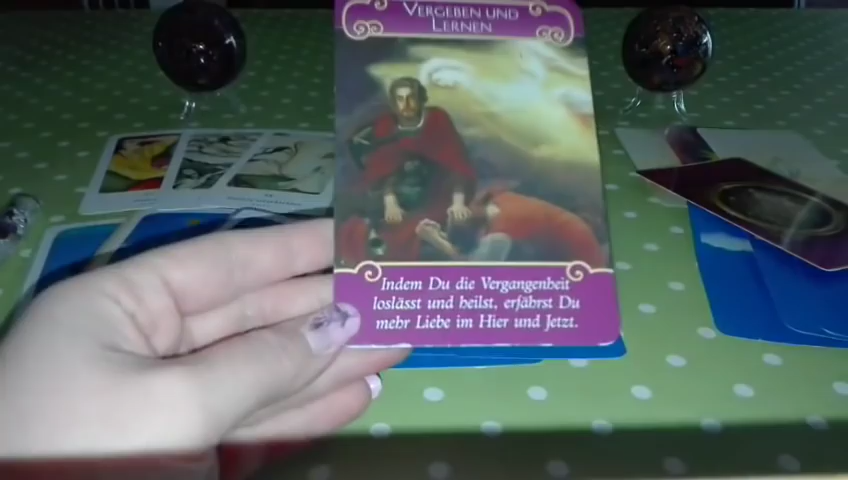 VERGEBEN UND
LERNEN
Indem Du die Vergangenheit
loslässt und heilst, erfährst Du
mehr Liebe im Hier und Jetzt.